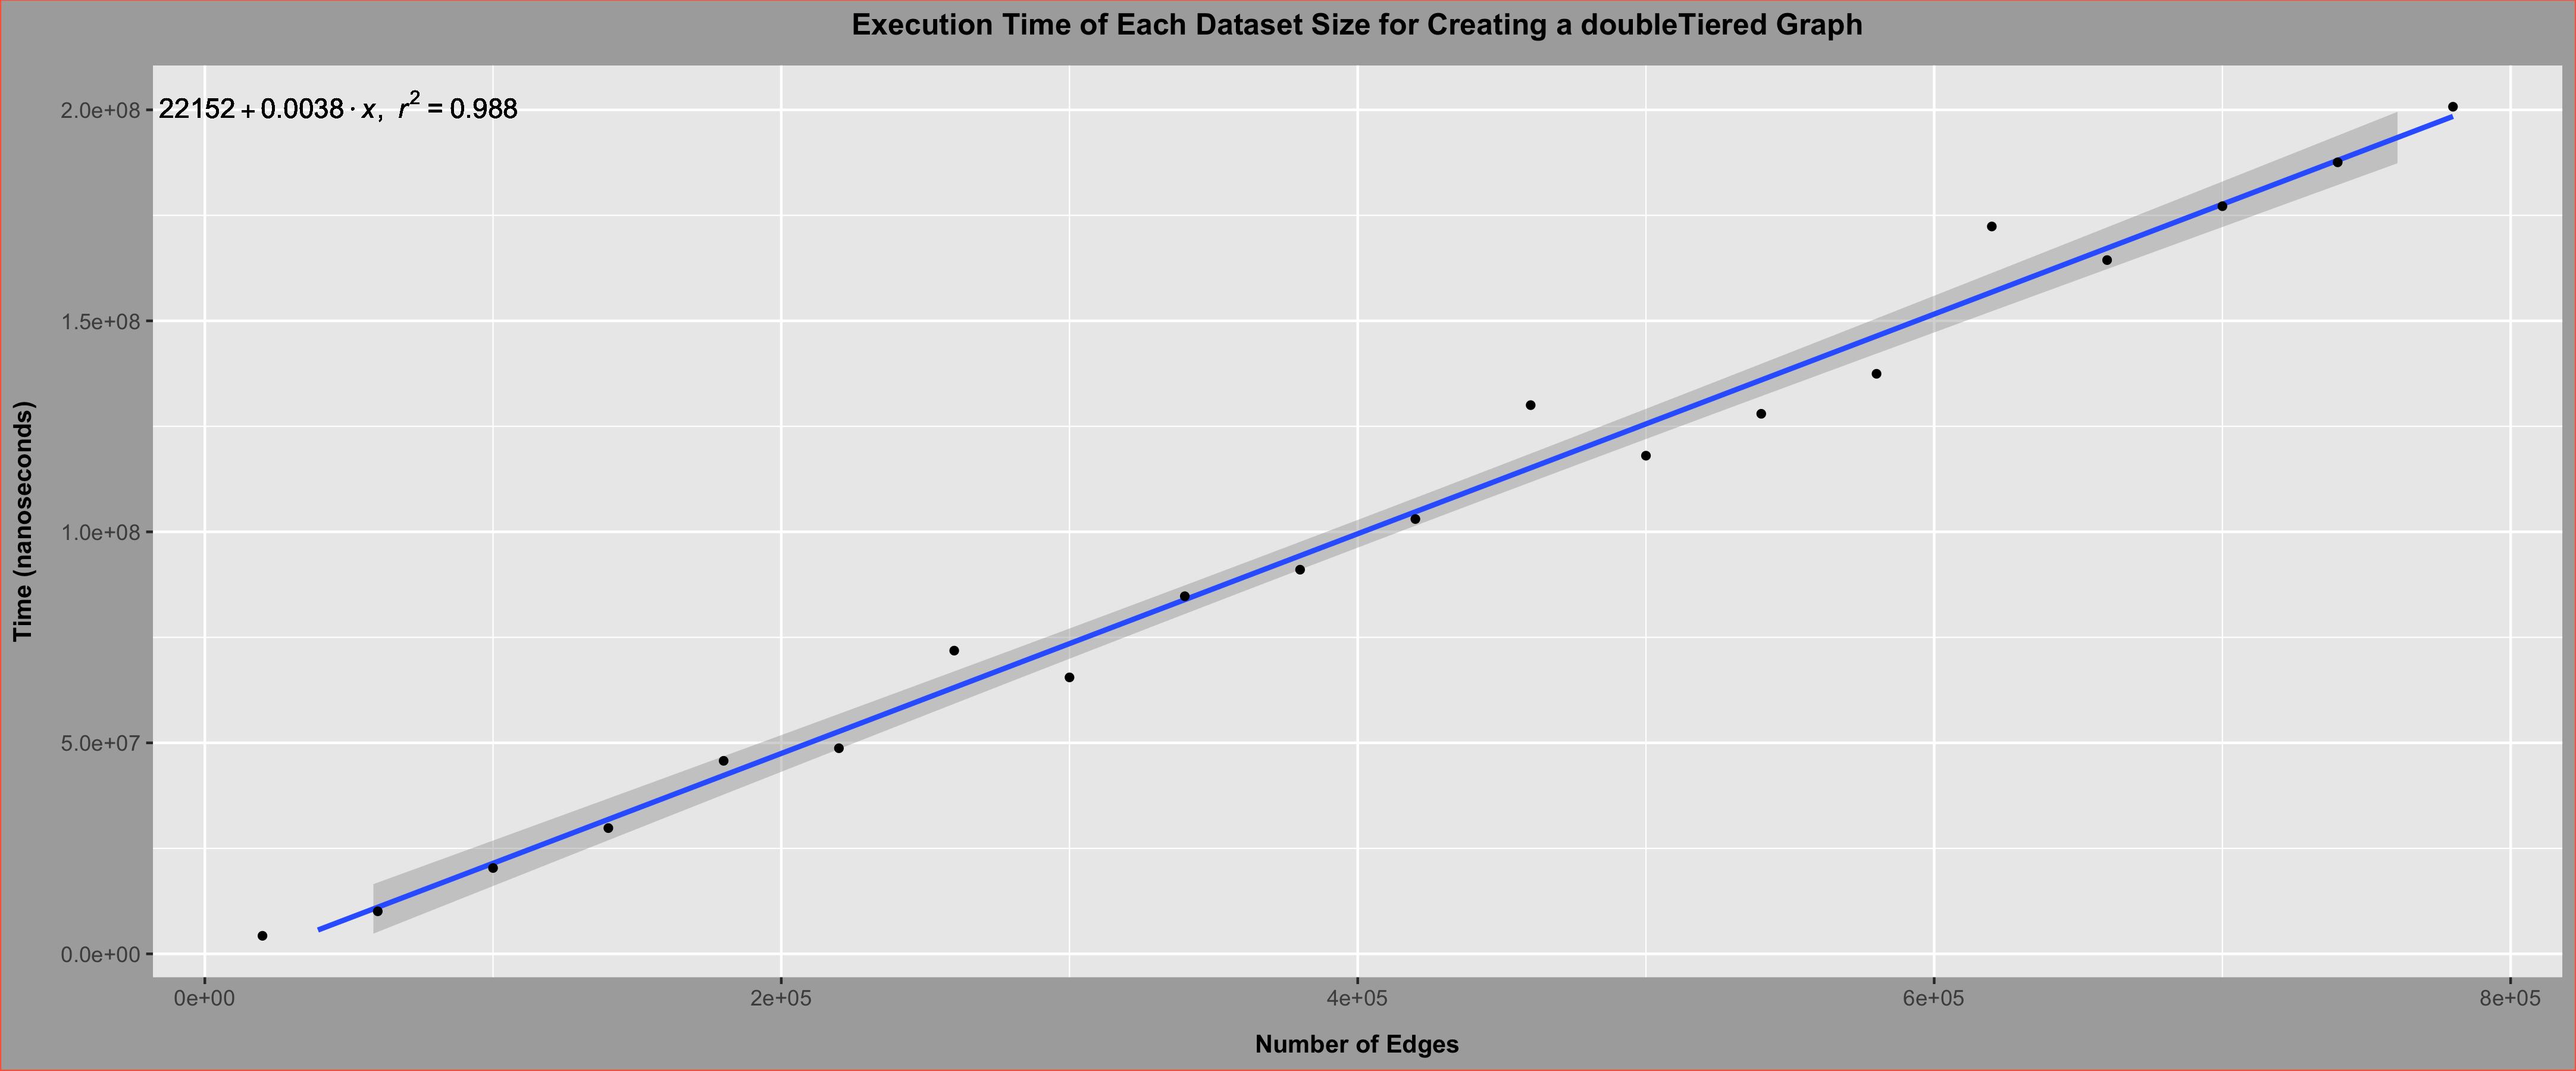 Execution Time of Each Dataset Size for Creating a doubleTiered Graph
22152 + 0.0038 · x, r² = 0.988
2.0e+08
1.5e+08
1.0e+08
5.0e+07
0.0e+00
Time (nanoseconds)
0e+00 2e+05 4e+05 6e+05 8e+05
Number of Edges